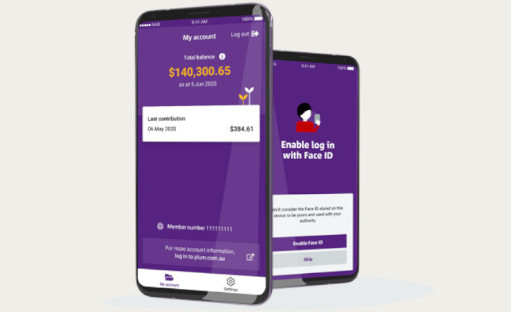 9:41 AM
100%
My account
Log out
Total balance
$140,300.65
as at 5 Jun 2020
Last contribution
06 May 2020
$384.61
Member number 111111111
For more account information,
log in to plum.com.au
My account
Settings
9:41 AM
100%
Enable log in
with Face ID
consider the Face ID stored on this
device to be yours and used with your
authority.
Enable Face ID
Skip